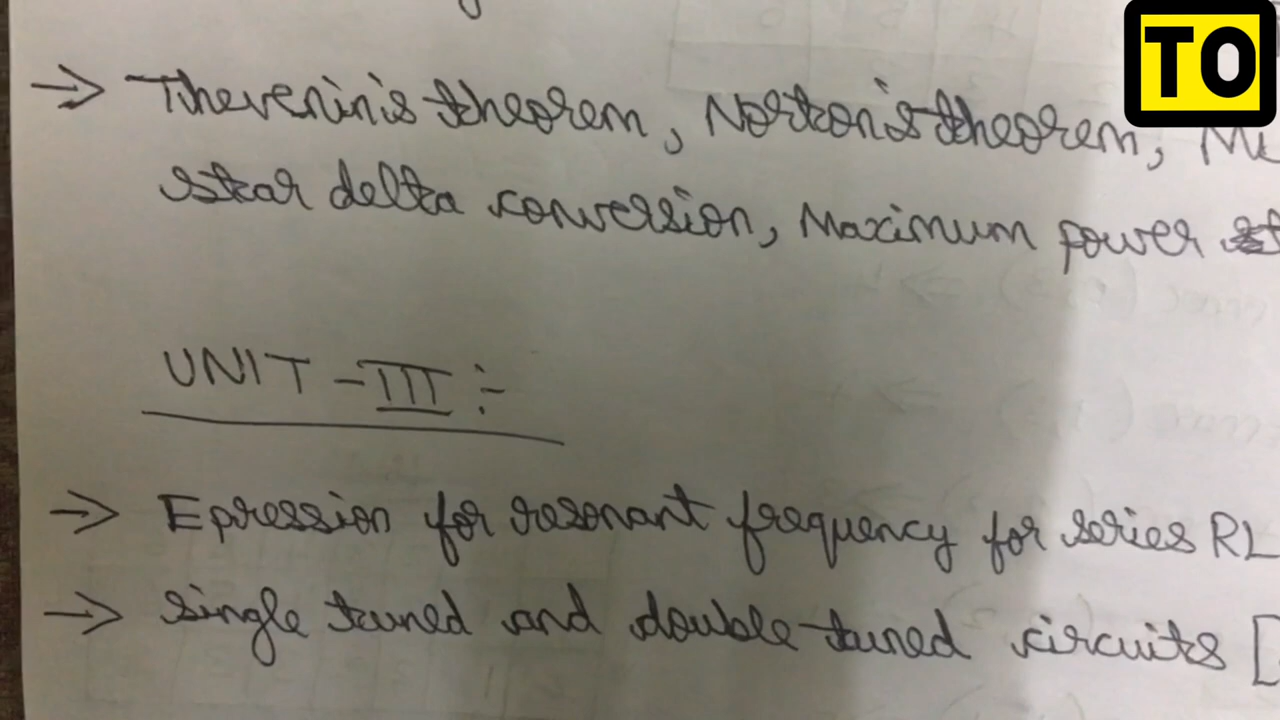 TO
→ Thevenin's theorem, Norton's theorem,
star delta conversion, Maximum power
UNIT - III :-
→ Epression for resonant frequency for series RL
→ single tuned and double tuned circuits [